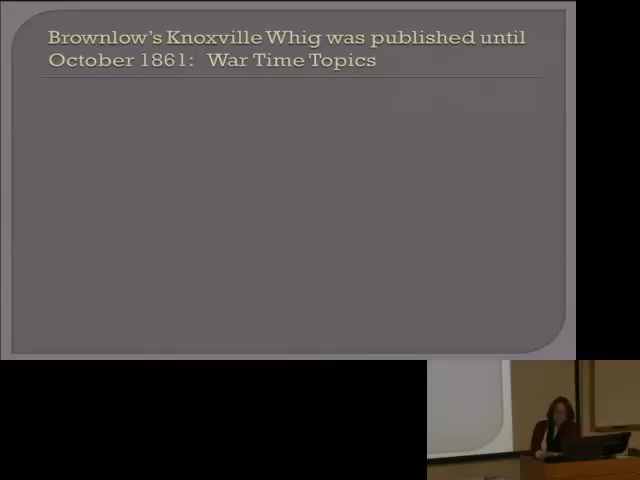 Brownlow's Knoxville Whig was published until
October 1861: War Time Topics